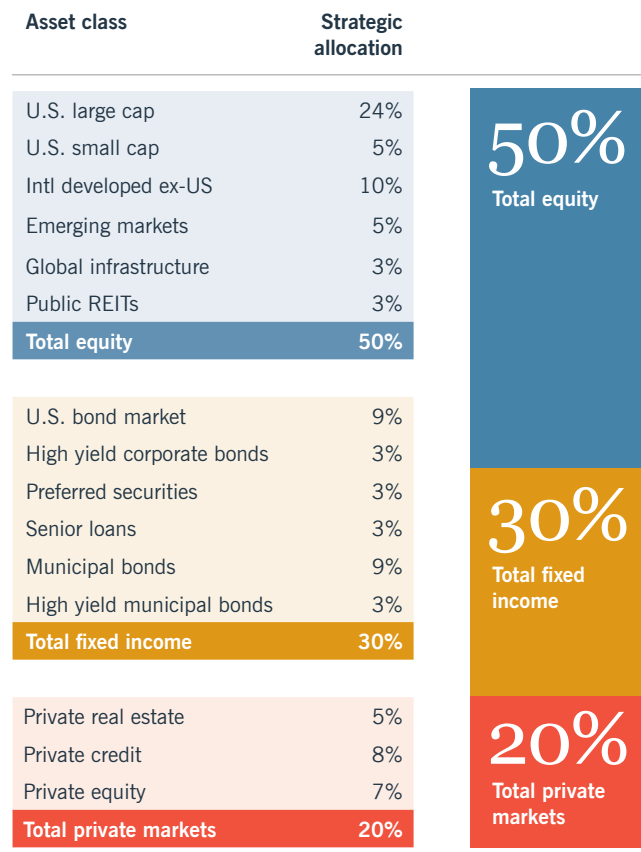 Asset class Strategic allocation
U.S. large cap 24%
U.S. small cap 5%
Intl developed ex-US 10%
Emerging markets 5%
Global infrastructure 3%
Public REITs 3%
Total equity 50%
U.S. bond market 9%
High yield corporate bonds 3%
Preferred securities 3%
Senior loans 3%
Municipal bonds 9%
High yield municipal bonds 3%
Total fixed income 30%
Private real estate 5%
Private credit 8%
Private equity 7%
Total private markets 20%
50%
Total equity
30%
Total fixed
income
20%
Total private
markets